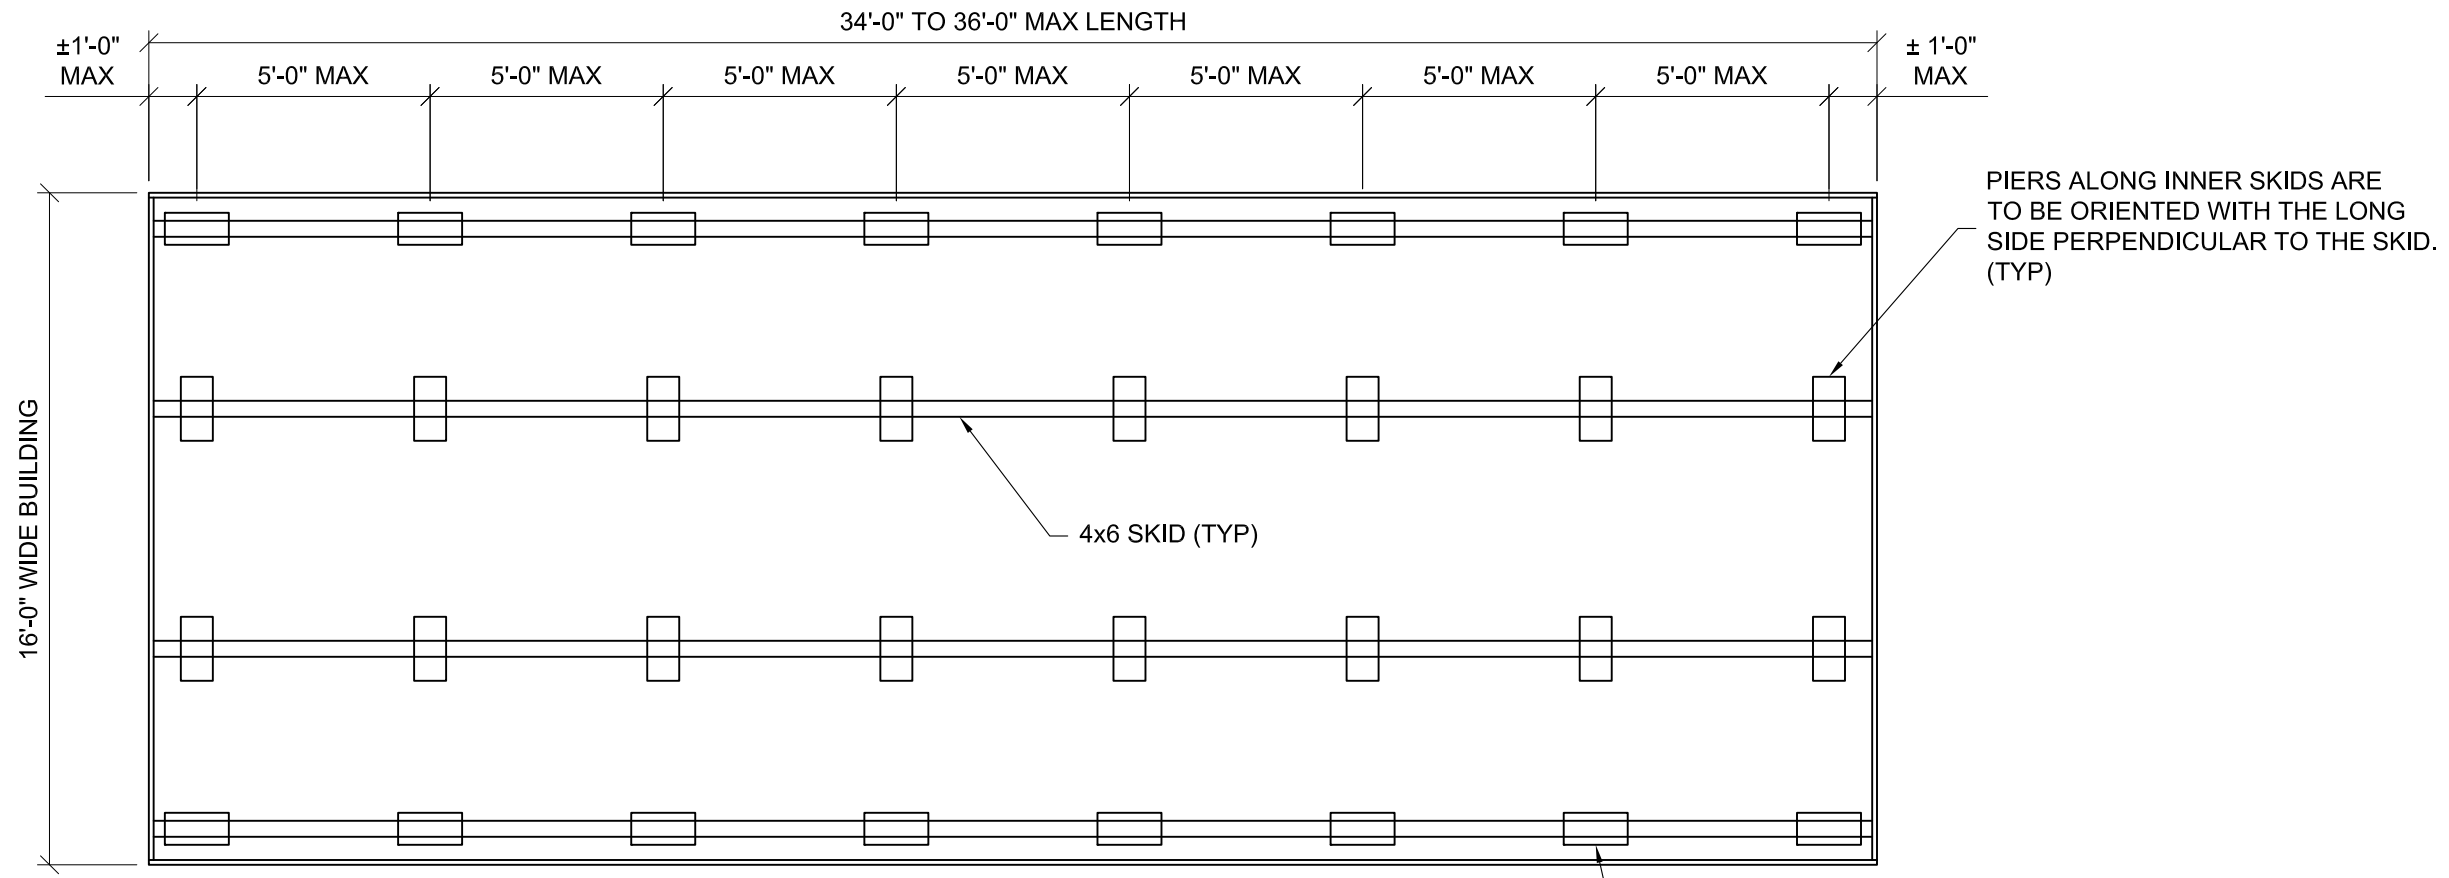 34'-0" TO 36'-0" MAX LENGTH
±1'-0"
MAX
5'-0" MAX
5'-0" MAX
5'-0" MAX
5'-0" MAX
5'-0" MAX
5'-0" MAX
5'-0" MAX
± 1'-0"
MAX
PIERS ALONG INNER SKIDS ARE
TO BE ORIENTED WITH THE LONG
SIDE PERPENDICULAR TO THE SKID.
(TYP)
16'-0" WIDE BUILDING
4x6 SKID (TYP)